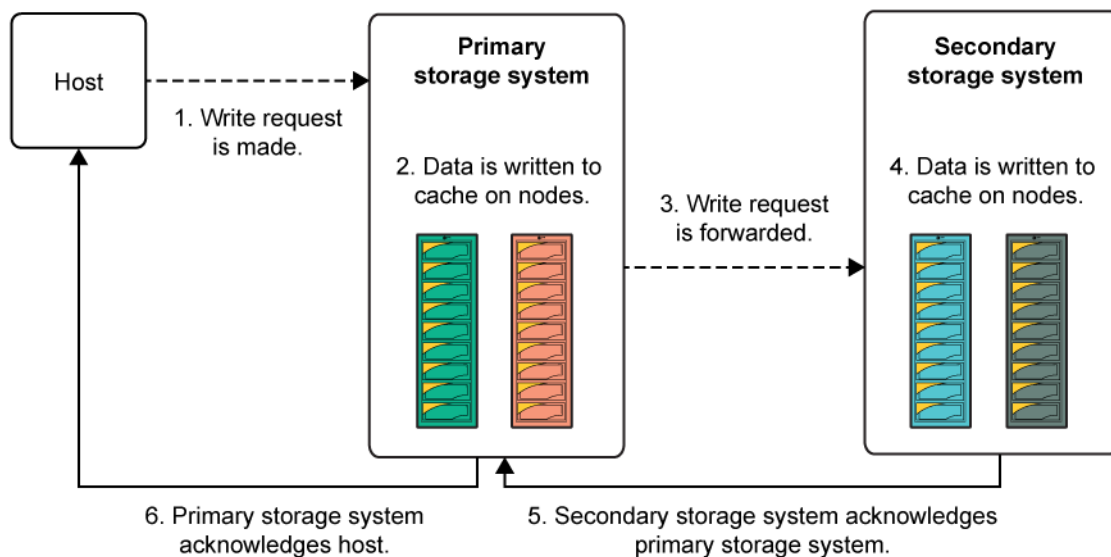 Host
1. Write request
is made.
Primary
storage system
2. Data is written to
cache on nodes.
3. Write request
is forwarded.
Secondary
storage system
4. Data is written to
cache on nodes.
5. Secondary storage system acknowledges
primary storage system.
6. Primary storage system
acknowledges host.